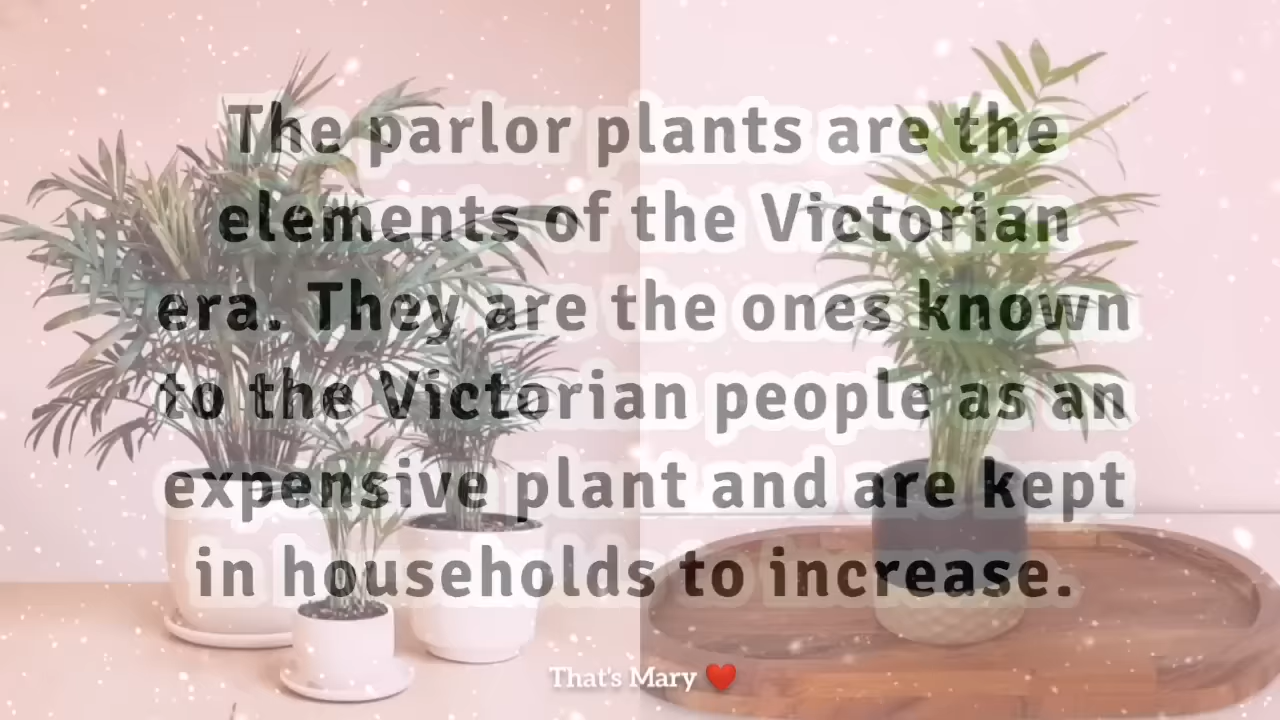 The parlor plants are the
elements of the Victorian
era. They are the ones known
to the Victorian people as an
expensive plant and are kept
in households to increase.
That's Mary ❤️